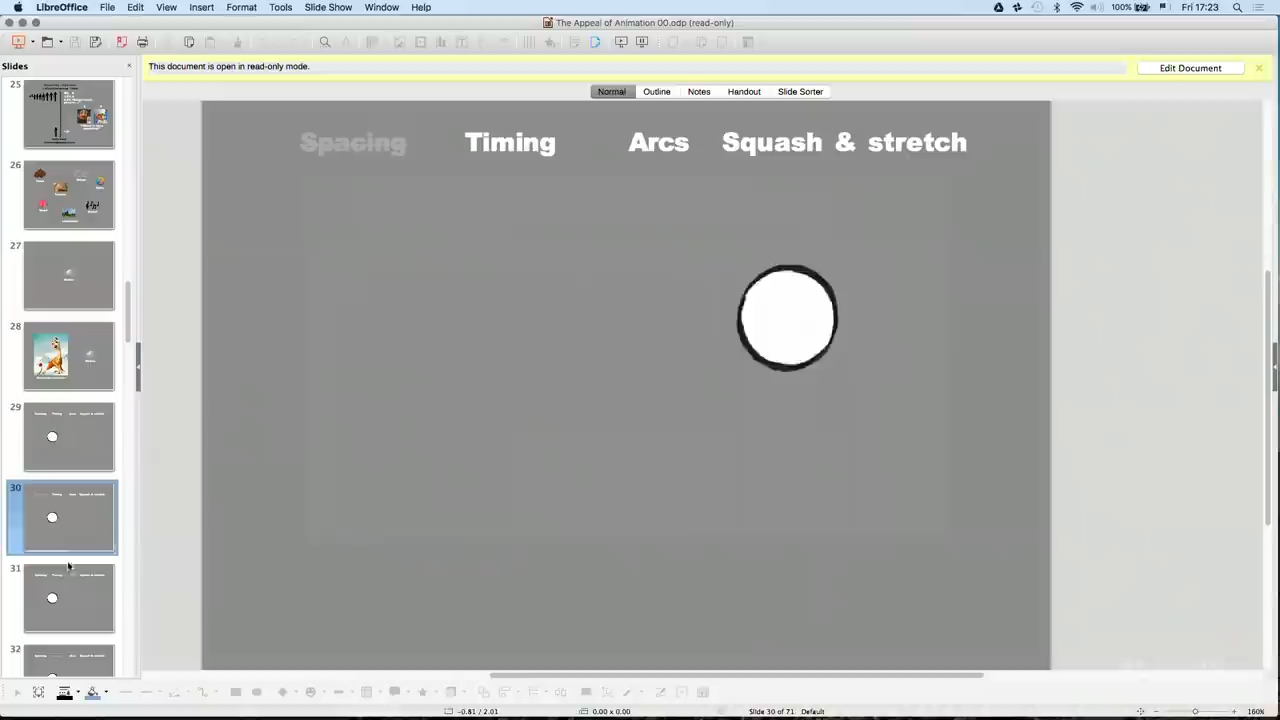 LibreOffice File Edit View Insert Format Tools Slide Show Window Help 100% Fri 17:23
The Appeal of Animation 00.odp (read-only)
Slides ×
This document is open in read-only mode. Edit Document ×
Normal Outline Notes Handout Slide Sorter
25
Spacing Timing Arcs Squash & stretch
26
27
28
29
30
31
32
-0.81 / 2.01 0.00 x 0.00 Slide 30 of 71 Default 160%